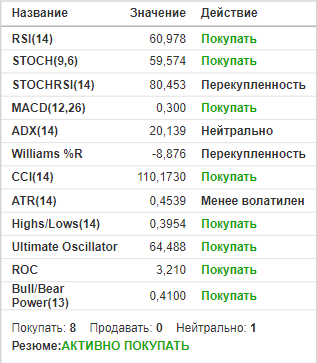 Название Значение Действие
RSI(14) 60,978 Покупать
STOCH(9,6) 59,574 Покупать
STOCHRSI(14) 80,453 Перекупленность
MACD(12,26) 0,300 Покупать
ADX(14) 20,139 Нейтрально
Williams %R -8,876 Перекупленность
CCI(14) 110,1730 Покупать
ATR(14) 0,4539 Менее волатилен
Highs/Lows(14) 0,3954 Покупать
Ultimate Oscillator 64,488 Покупать
ROC 3,210 Покупать
Bull/Bear
Power(13) 0,4100 Покупать
Покупать: 8 Продавать: 0 Нейтрально: 1
Резюме:АКТИВНО ПОКУПАТЬ